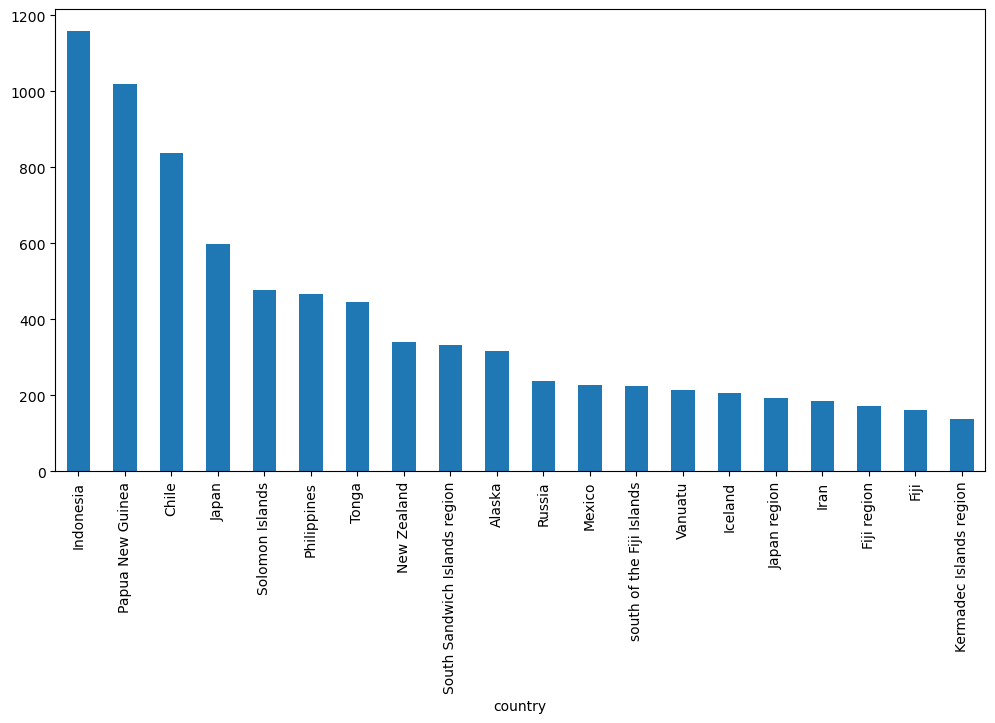 1200
1000
800
600
400
200
0
Indonesia
Papua New Guinea
Chile
Japan
Solomon Islands
Philippines
Tonga
New Zealand
South Sandwich Islands region
Alaska
Russia
Mexico
south of the Fiji Islands
Vanuatu
Iceland
Japan region
Iran
Fiji region
Fiji
Kermadec Islands region
country